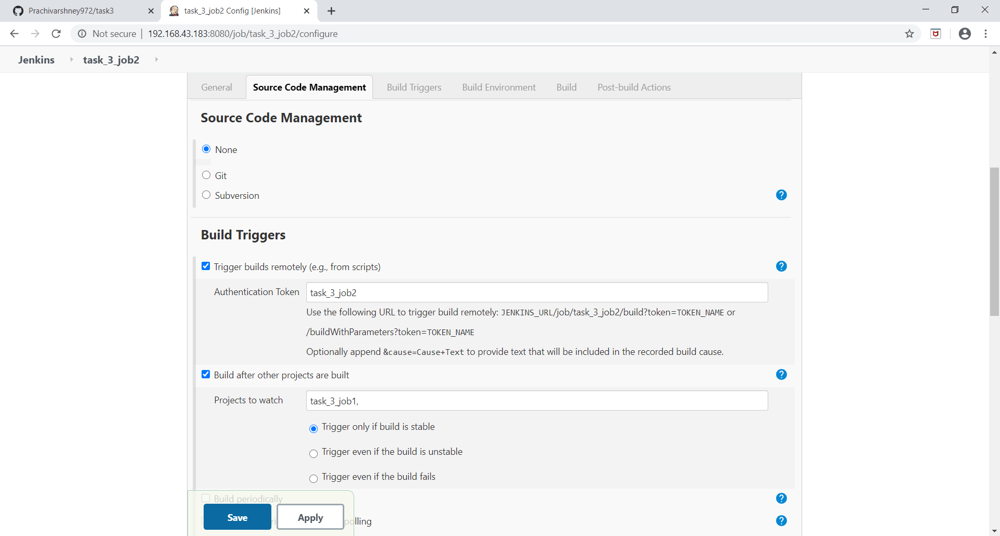 Prachivarshney972/task3
task_3_job2 Config [Jenkins]
Not secure | 192.168.43.183:8080/job/task_3_job2/configure
Jenkins task_3_job2
General Source Code Management Build Triggers Build Environment Build Post-build Actions
Source Code Management
None
Git
Subversion
Build Triggers
Trigger builds remotely (e.g., from scripts)
Authentication Token task_3_job2
Use the following URL to trigger build remotely: JENKINS_URL/job/task_3_job2/build?token=TOKEN_NAME or
/buildWithParameters?token=TOKEN_NAME
Optionally append &cause=Cause+Text to provide text that will be included in the recorded build cause.
Build after other projects are built
Projects to watch task_3_job1,
Trigger only if build is stable
Trigger even if the build is unstable
Trigger even if the build fails
Build periodically
Save Apply polling